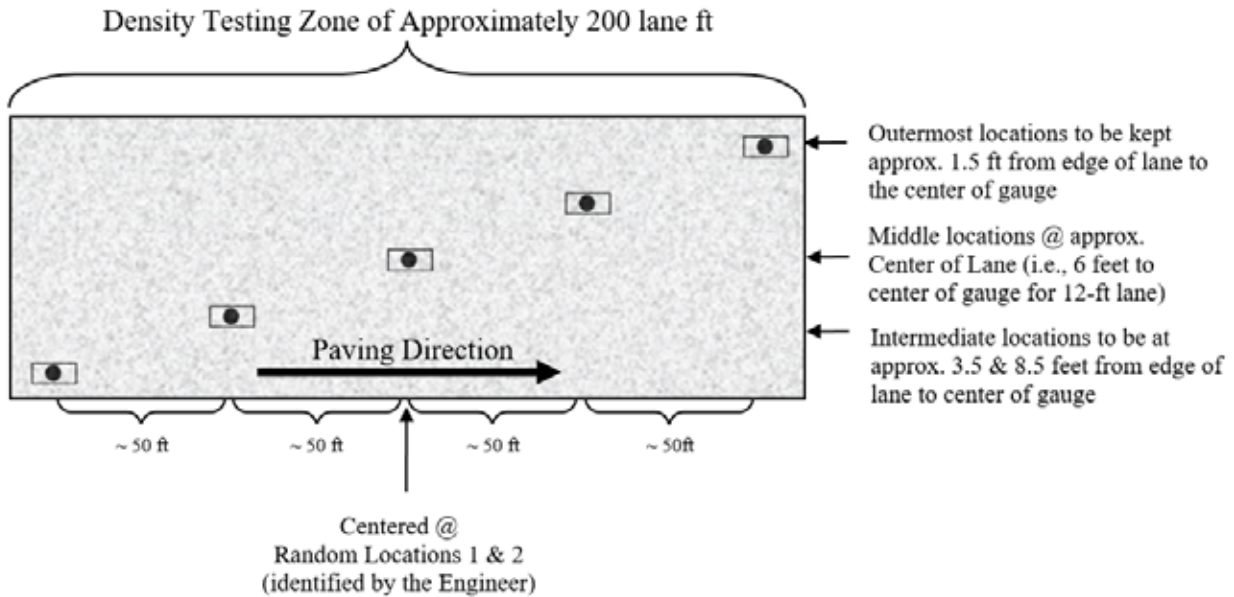 Density Testing Zone of Approximately 200 lane ft
Outermost locations to be kept
approx. 1.5 ft from edge of lane to
the center of gauge
Middle locations @ approx.
Center of Lane (i.e., 6 feet to
center of gauge for 12-ft lane)
Intermediate locations to be at
approx. 3.5 & 8.5 feet from edge of
lane to center of gauge
Paving Direction
~ 50 ft
~ 50 ft
~ 50 ft
~ 50ft
Centered @
Random Locations 1 & 2
(identified by the Engineer)